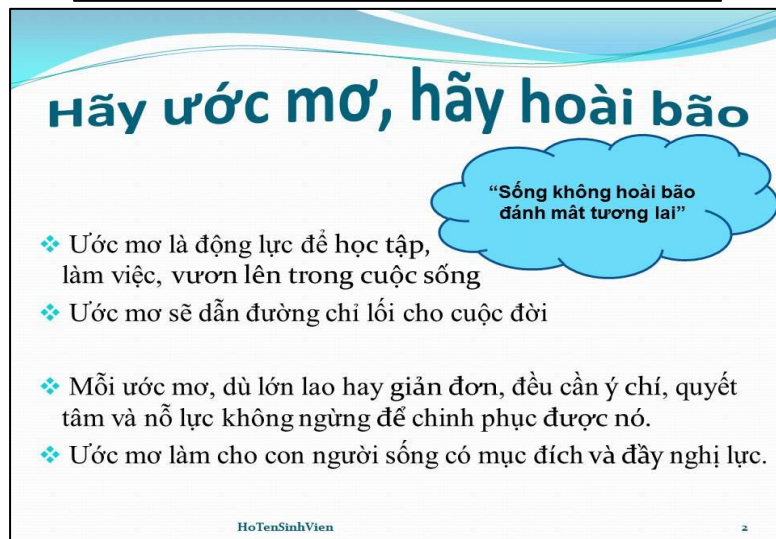 Hãy ước mơ, hãy hoài bão
“Sống không hoài bão
đánh mât tương lai”
❖ Ước mơ là động lực để học tập,
làm việc, vươn lên trong cuộc sống
❖ Ước mơ sẽ dẫn đường chỉ lối cho cuộc đời
❖ Mỗi ước mơ, dù lớn lao hay giản đơn, đều cần ý chí, quyết
tâm và nỗ lực không ngừng để chinh phục được nó.
❖ Ước mơ làm cho con người sống có mục đích và đầy nghị lực.
HoTenSinhVien
2